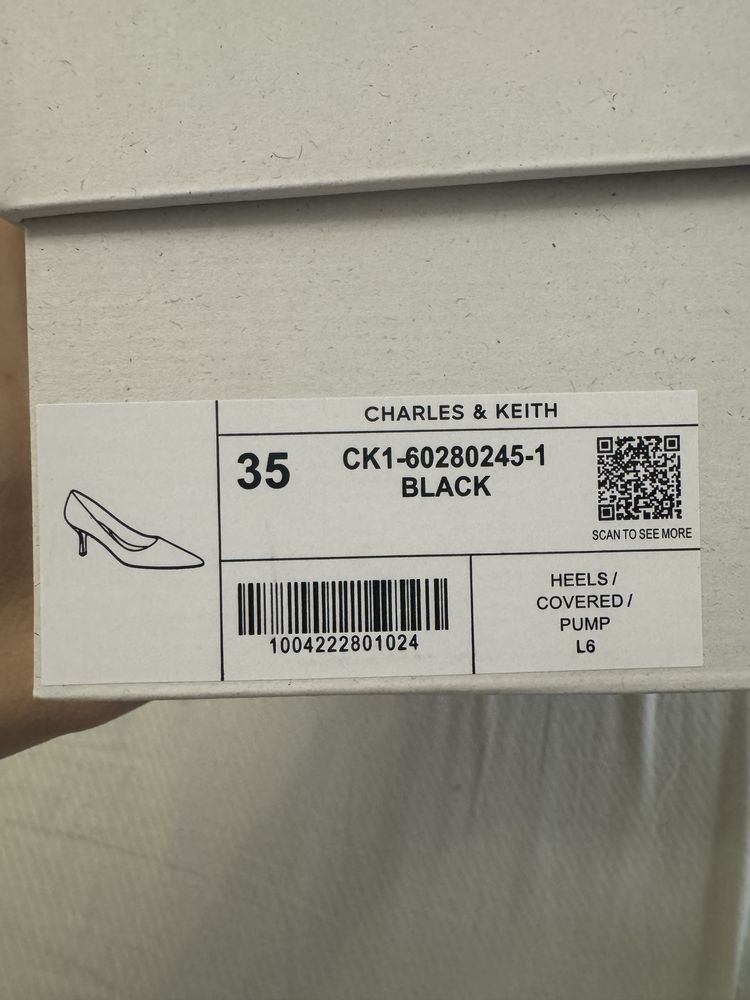 CHARLES & KEITH
35
CK1-60280245-1
BLACK
SCAN TO SEE MORE
1004222801024
HEELS /
COVERED /
PUMP
L6